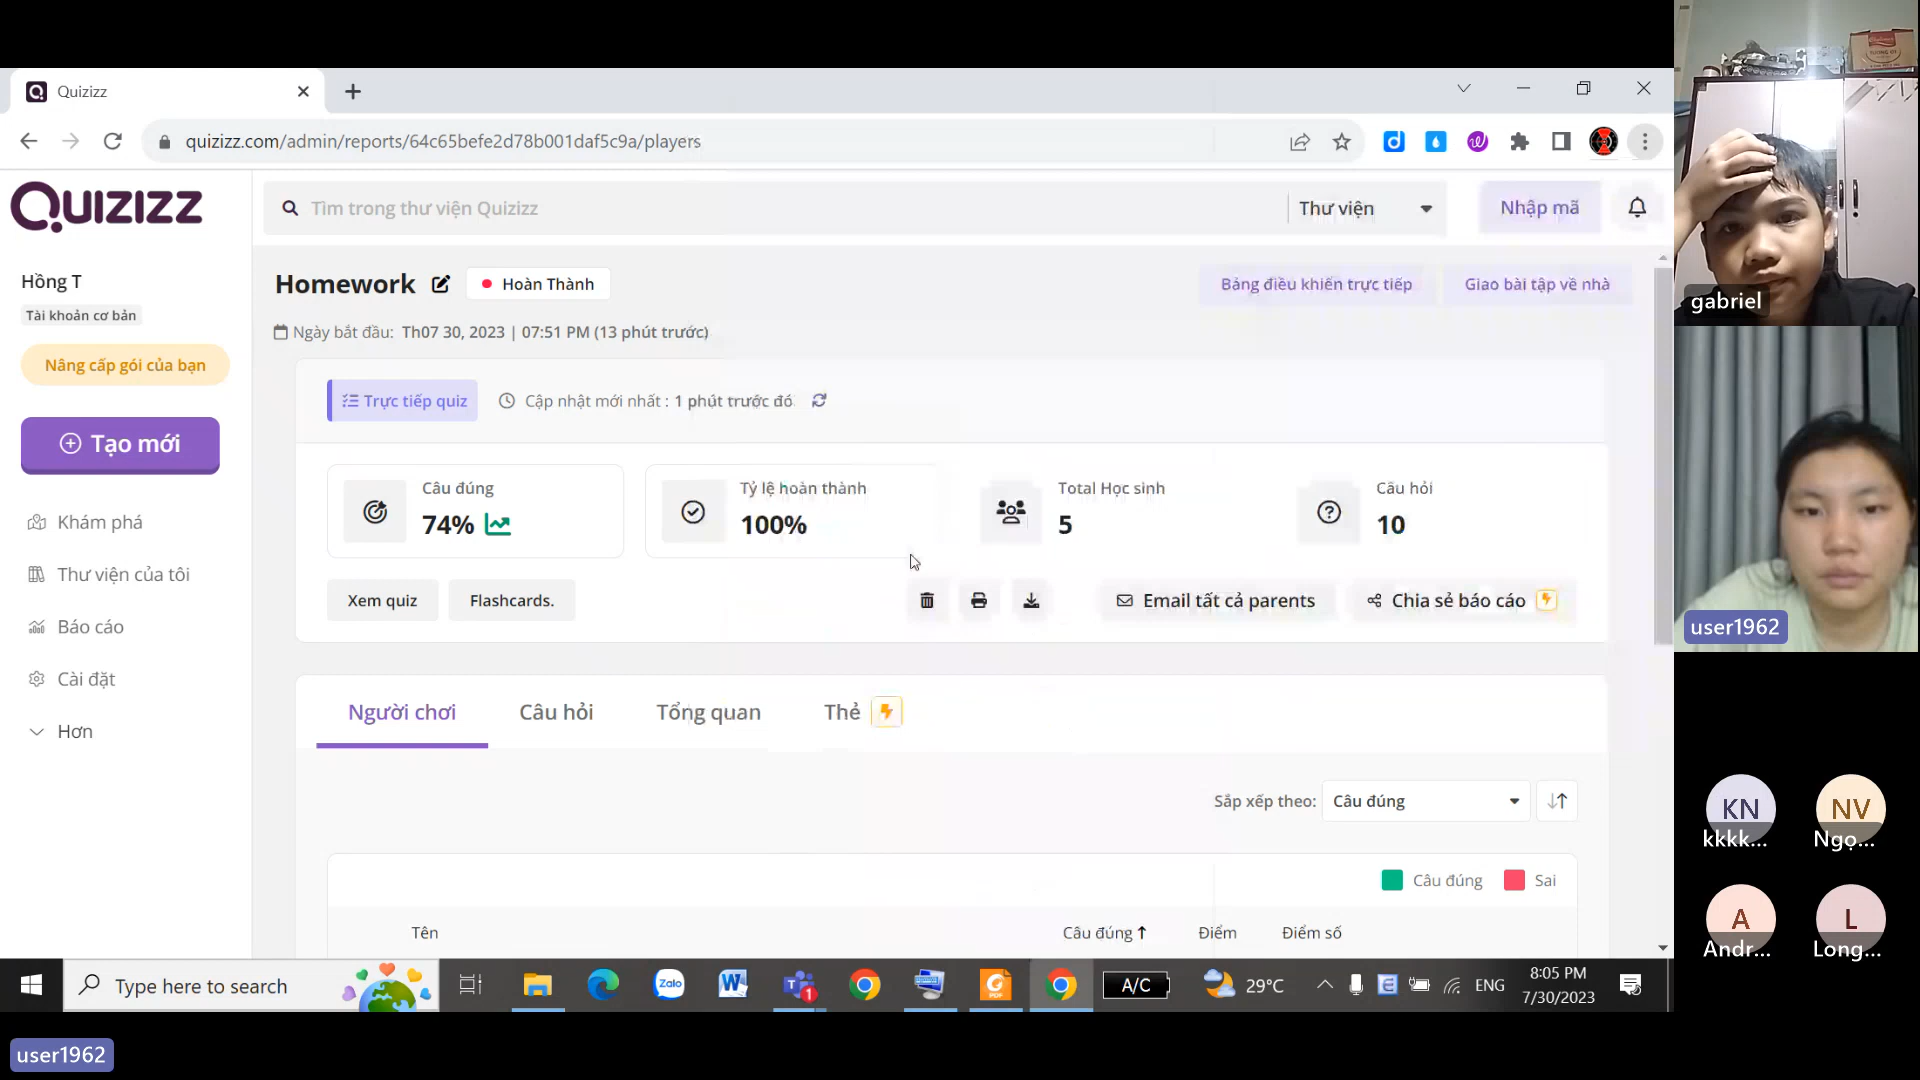 Quizizz
quizizz.com/admin/reports/64c65befe2d78b001daf5c9a/players
QUIZIZZ
Tìm trong thư viện Quizizz
Thư viện
Nhập mã
Hồng T
Tài khoản cơ bản
Nâng cấp gói của bạn
Tạo mới
Khám phá
Thư viện của tôi
Báo cáo
Cài đặt
Hơn
Homework
Hoàn Thành
Bảng điều khiển trực tiếp
Giao bài tập về nhà
Ngày bắt đầu: Th07 30, 2023 | 07:51 PM (13 phút trước)
Trực tiếp quiz
Cập nhật mới nhất : 1 phút trước đó
Câu đúng
74%
Tỷ lệ hoàn thành
100%
Total Học sinh
5
Câu hỏi
10
Xem quiz
Flashcards.
Email tất cả parents
Chia sẻ báo cáo
Người chơi
Câu hỏi
Tổng quan
Thẻ
Sắp xếp theo:
Câu đúng
Câu đúng
Sai
Tên
Câu đúng
Điểm
Điểm số
gabriel
user1962
KN
kkkk...
NV
Ngọ...
A
Andr...
L
Long...
Type here to search
Zalo
A/C
29°C
ENG
8:05 PM
7/30/2023
user1962